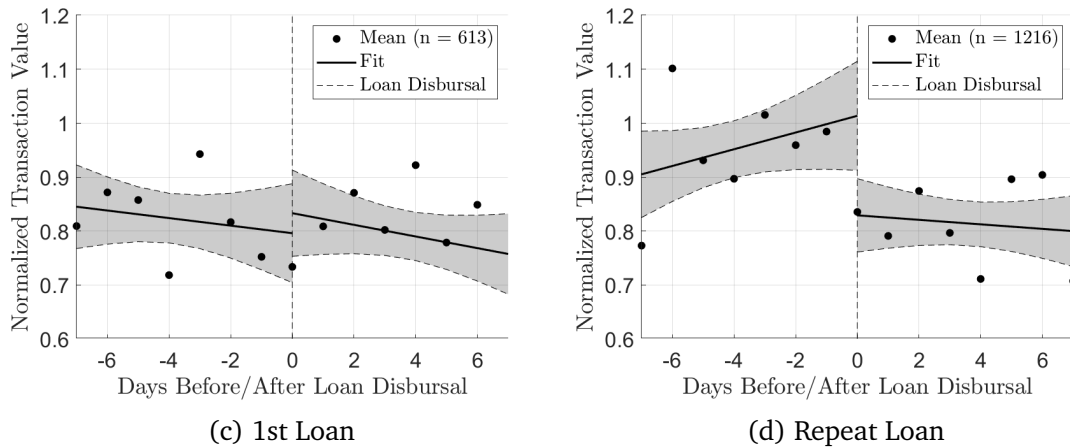 Normalized Transaction Value
1.2
1.1
1
0.9
0.8
0.7
0.6
Mean (n = 613)
Fit
Loan Disbursal
-6
-4
-2
0
2
4
6
Days Before/After Loan Disbursal
(c) 1st Loan
Normalized Transaction Value
1.2
1.1
1
0.9
0.8
0.7
0.6
Mean (n = 1216)
Fit
Loan Disbursal
-6
-4
-2
0
2
4
6
Days Before/After Loan Disbursal
(d) Repeat Loan